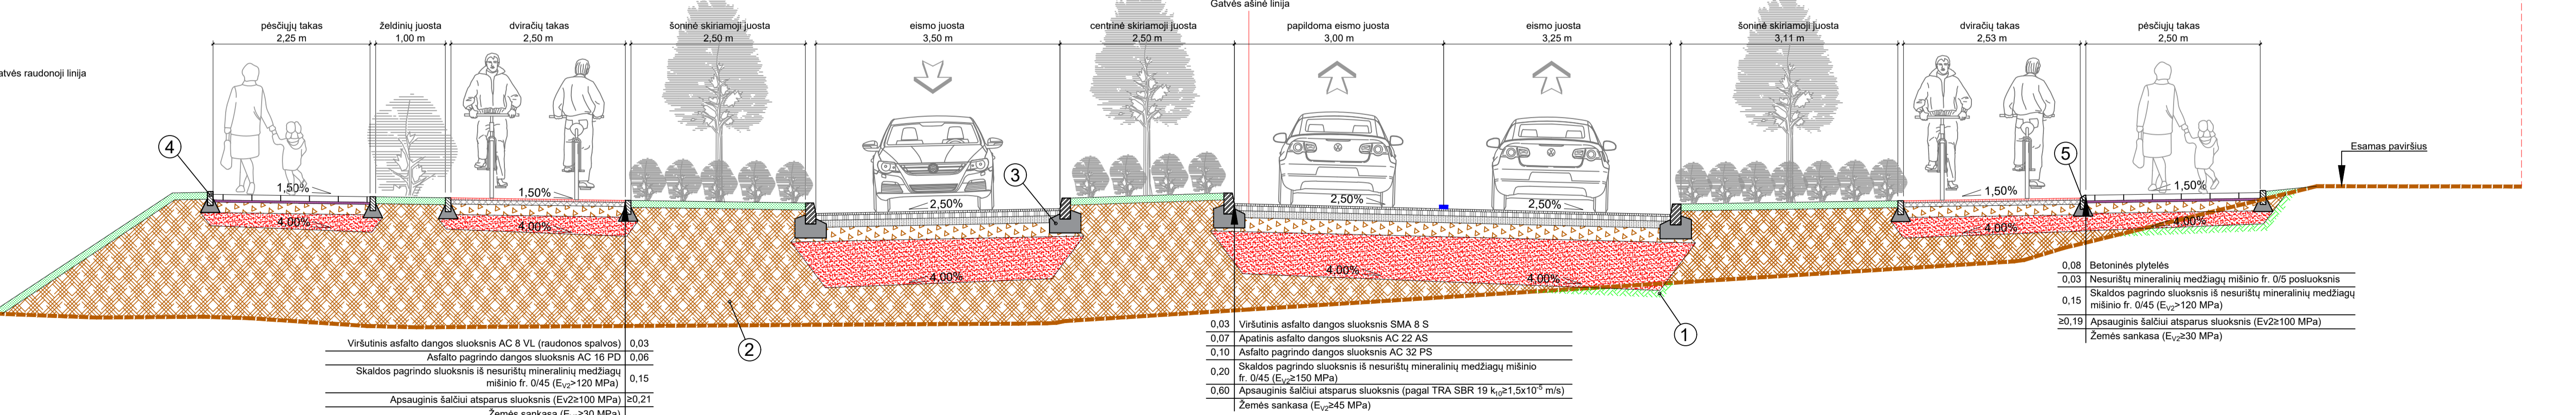 Gatvės ašinė linija
pėsčiųjų takas
2,25 m
želdinių juosta
1,00 m
dviračių takas
2,50 m
šoninė skiriamoji juosta
2,50 m
eismo juosta
3,50 m
centrinė skiriamoji juosta
2,50 m
papildoma eismo juosta
3,00 m
eismo juosta
3,25 m
šoninė skiriamoji juosta
3,11 m
dviračių takas
2,53 m
pėsčiųjų takas
2,50 m
atvės raudonoji linija
Esamas paviršius
4
3
5
1,50%
1,50%
2,50%
2,50%
2,50%
1,50%
1,50%
4,00%
4,00%
4,00%
4,00%
4,00%
4,00%
4,00%
2
1
Viršutinis asfalto dangos sluoksnis AC 8 VL (raudonos spalvos) 0,03
Asfalto pagrindo dangos sluoksnis AC 16 PD 0,06
Skaldos pagrindo sluoksnis iš nesurištų mineralinių medžiagų
mišinio fr. 0/45 (EV2>120 MPa) 0,15
Apsauginis šalčiui atsparus sluoksnis (Ev2≥100 MPa) ≥0,21
Žemės sankasa (EV2≥30 MPa)
0,03 Viršutinis asfalto dangos sluoksnis SMA 8 S
0,07 Apatinis asfalto dangos sluoksnis AC 22 AS
0,10 Asfalto pagrindo dangos sluoksnis AC 32 PS
0,20 Skaldos pagrindo sluoksnis iš nesurištų mineralinių medžiagų mišinio
fr. 0/45 (EV2≥150 MPa)
0,60 Apsauginis šalčiui atsparus sluoksnis (pagal TRA SBR 19 k10≥1,5x10-5 m/s)
Žemės sankasa (EV2≥45 MPa)
0,08 Betoninės plytelės
0,03 Nesurištų mineralinių medžiagų mišinio fr. 0/5 posluoksnis
0,15 Skaldos pagrindo sluoksnis iš nesurištų mineralinių medžiagų
mišinio fr. 0/45 (EV2>120 MPa)
≥0,19 Apsauginis šalčiui atsparus sluoksnis (Ev2≥100 MPa)
Žemės sankasa (EV2≥30 MPa)